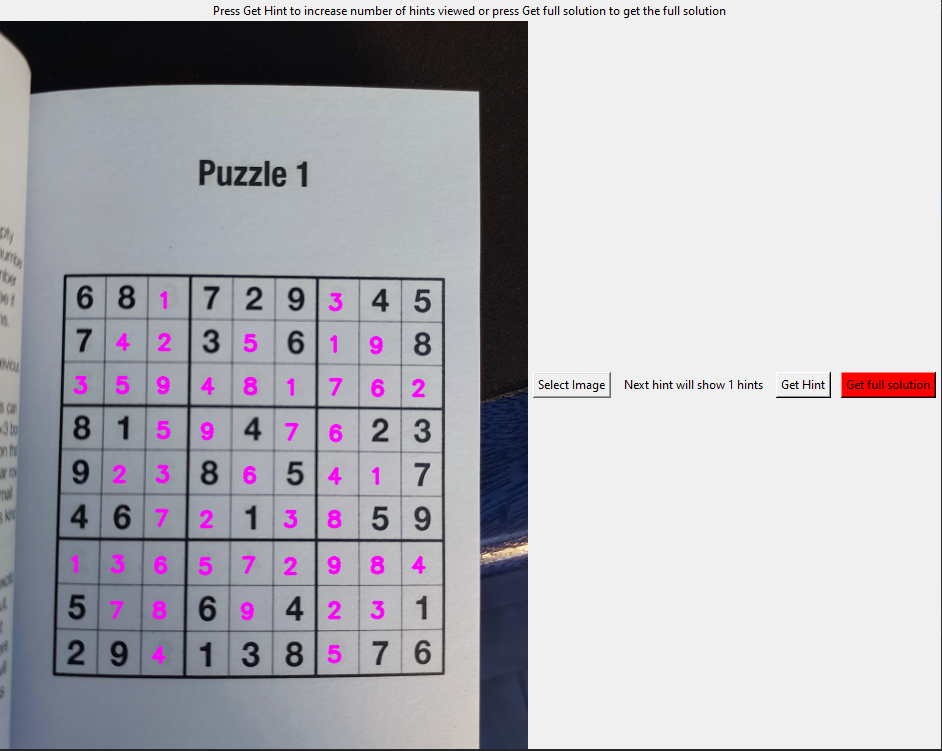 Press Get Hint to increase number of hints viewed or press Get full solution to get the full solution
Puzzle 1
6 8 1 7 2 9 3 4 5
7 4 2 3 5 6 1 9 8
3 5 9 4 8 1 7 6 2
8 1 5 9 4 7 6 2 3
9 2 3 8 6 5 4 1 7
4 6 7 2 1 3 8 5 9
1 3 6 5 7 2 9 8 4
5 7 8 6 9 4 2 3 1
2 9 4 1 3 8 5 7 6
Select Image Next hint will show 1 hints Get Hint Get full solution